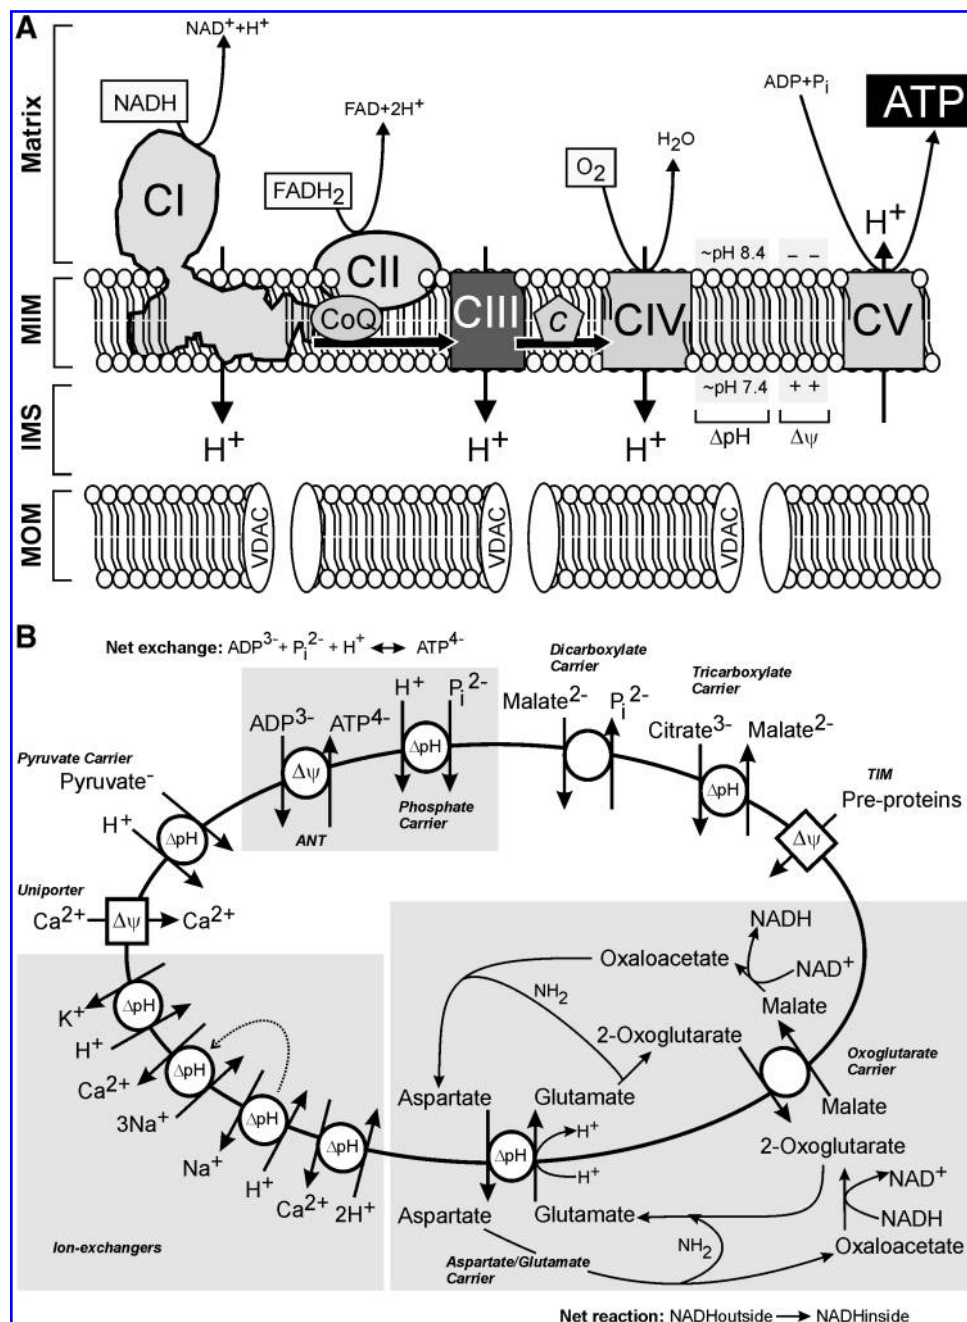 A
Matrix
MIM
IMS
MOM
NAD⁺+H⁺
NADH
CI
FAD+2H⁺
FADH₂
CII
CoQ
CIII
C
O₂
H₂O
CIV
~pH 8.4
– –
ADP+Pᵢ
ATP
H⁺
CV
~pH 7.4
+ +
ΔpH
Δψ
H⁺
H⁺
H⁺
VDAC
VDAC
VDAC
B
Net exchange: ADP³⁻ + Pᵢ²⁻ + H⁺ ↔ ATP⁴⁻
Dicarboxylate
Carrier
Malate²⁻
Pᵢ²⁻
Tricarboxylate
Carrier
Citrate³⁻
Malate²⁻
ΔpH
H⁺
Pᵢ²⁻
ΔpH
Phosphate
Carrier
ADP³⁻
ATP⁴⁻
Δψ
ANT
Pyruvate Carrier
Pyruvate⁻
H⁺
ΔpH
TIM
Pre-proteins
Δψ
Uniporter
Ca²⁺
Δψ
Ca²⁺
K⁺
ΔpH
H⁺
Ca²⁺
ΔpH
3Na⁺
Na⁺
ΔpH
H⁺
Ca²⁺
ΔpH
2H⁺
Ion-exchangers
NADH
Oxaloacetate
NAD⁺
NH₂
Malate
2-Oxoglutarate
Oxoglutarate
Carrier
Aspartate
Glutamate
Malate
H⁺
ΔpH
H⁺
2-Oxoglutarate
NAD⁺
Aspartate
Glutamate
NADH
NH₂
Oxaloacetate
Aspartate/Glutamate
Carrier
Net reaction: NADHoutside → NADHinside